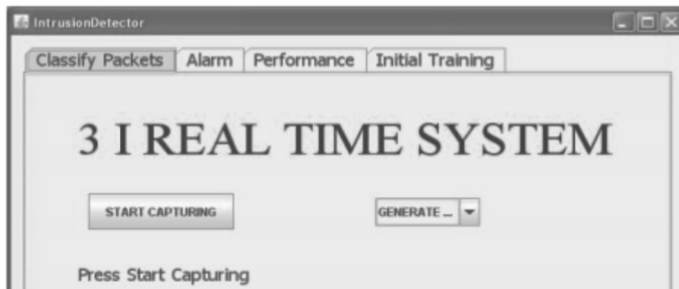 IntrusionDetector
Classify Packets Alarm Performance Initial Training
3 I REAL TIME SYSTEM
START CAPTURING GENERATE ...
Press Start Capturing